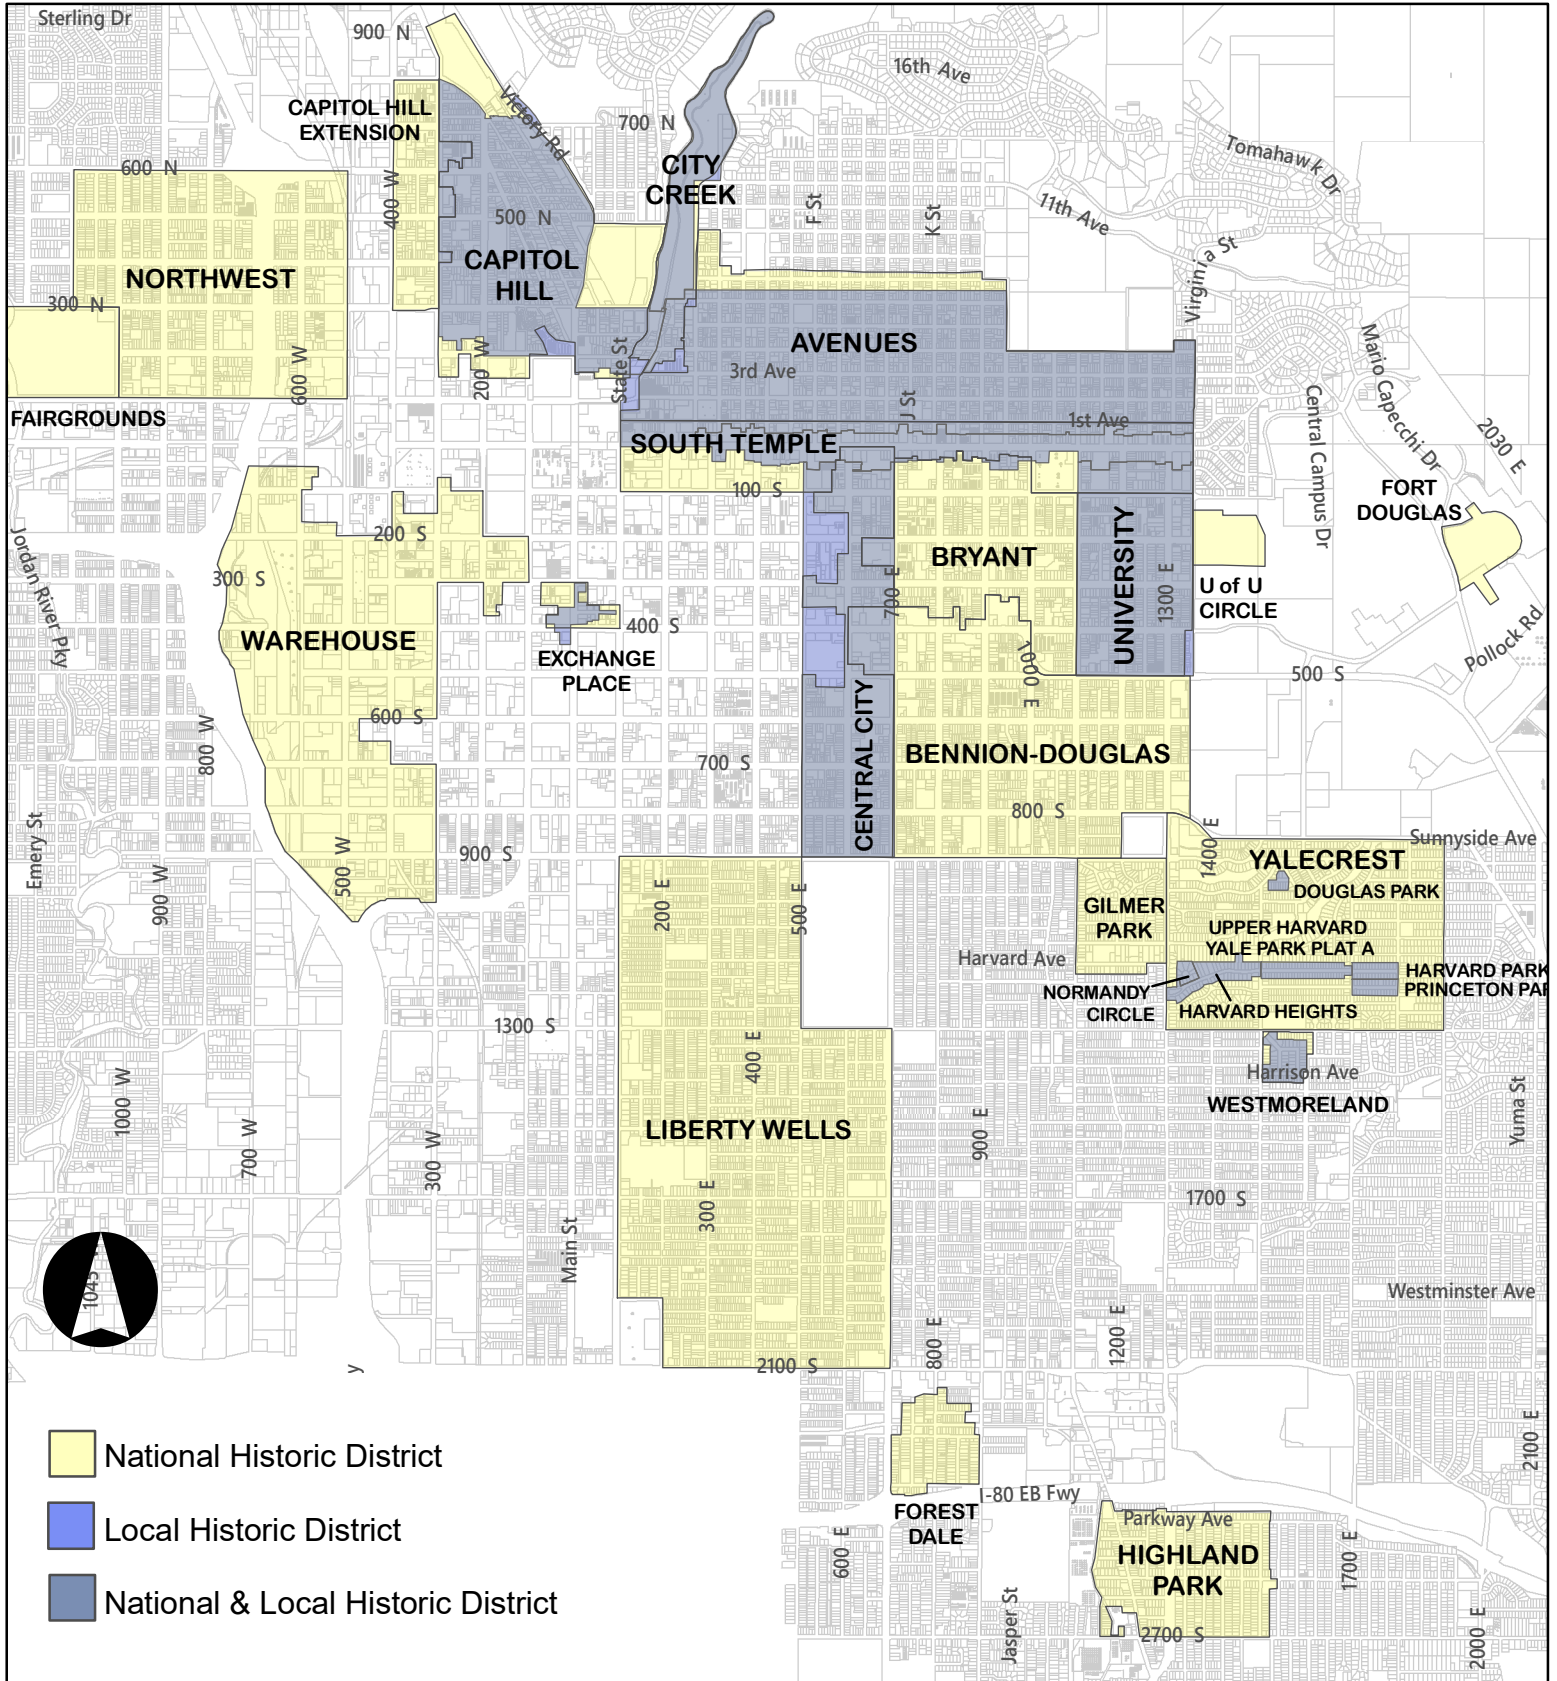 Sterling Dr
900 N
16th Ave
CAPITOL HILL
EXTENSION
Victory Rd
700 N
CITY
CREEK
Tomahawk Dr
600 N
400 W
500 N
F St
K St
11th Ave
Virginia St
NORTHWEST
CAPITOL
HILL
300 N
600 W
200 W
State St
AVENUES
3rd Ave
J St
1st Ave
Mario Capecchi Dr
Central Campus Dr
2030 E
FAIRGROUNDS
SOUTH TEMPLE
100 S
FORT
DOUGLAS
200 S
Jordan River Pky
300 S
BRYANT
UNIVERSITY
1300 E
700 E
U of U
CIRCLE
WAREHOUSE
400 S
EXCHANGE
PLACE
1000 E
500 S
Pollock Rd
600 S
800 W
700 S
CENTRAL CITY
BENNION-DOUGLAS
800 S
Emery St
900 W
500 W
900 S
200 E
500 E
1400 E
Sunnyside Ave
YALECREST
DOUGLAS PARK
GILMER
PARK
UPPER HARVARD
YALE PARK PLAT A
Harvard Ave
HARVARD PARK
PRINCETON PAR
NORMANDY
CIRCLE
HARVARD HEIGHTS
1300 S
400 E
Harrison Ave
WESTMORELAND
1000 W
700 W
300 W
LIBERTY WELLS
900 E
Yuma St
300 E
1700 S
Main St
1045
Westminster Ave
800 E
1200 E
y
2100 S
National Historic District
2100 E
I-80 EB Fwy
Local Historic District
FOREST
DALE
Parkway Ave
600 E
HIGHLAND
PARK
1700 E
National & Local Historic District
Jasper St
2700 S
2000 E